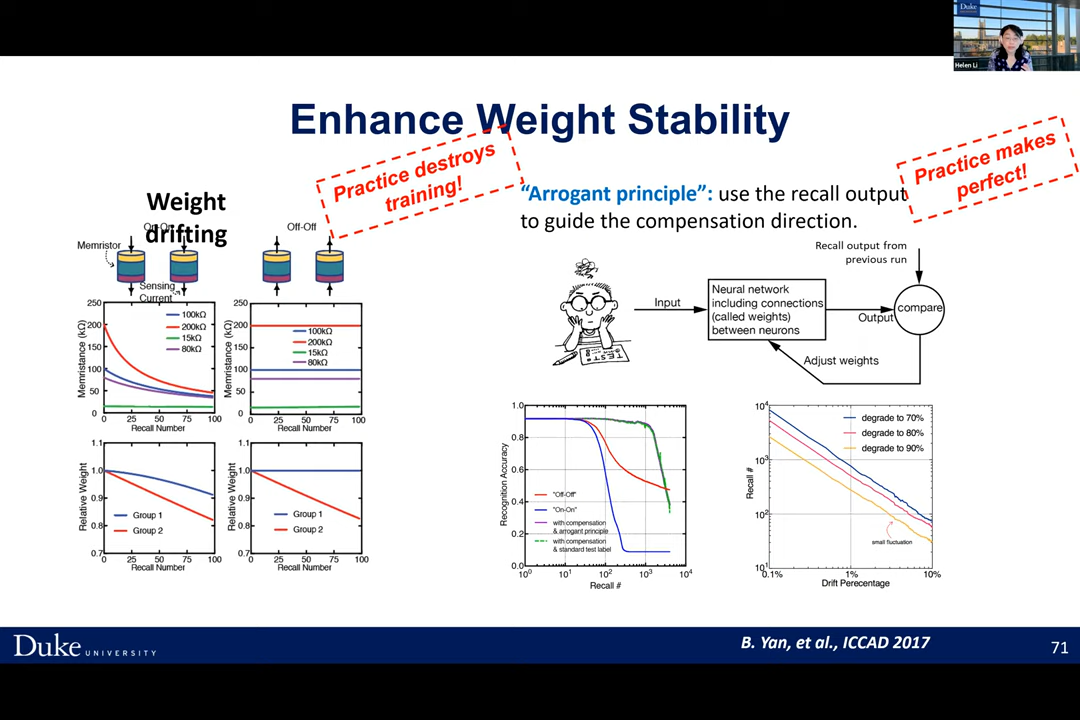 Duke
Helen Li
Enhance Weight Stability
Practice destroys
training!
Practice makes
perfect!
Weight
drifting
On-On
Off-Off
Memristor
Sensing
Current
"Arrogant principle": use the recall output
to guide the compensation direction.
Recall output from
previous run
Input
Neural network
including connections
(called weights)
between neurons
Output
compare
Adjust weights
TEST:
Memristance (kΩ)
250
200
150
100
50
0
100kΩ
200kΩ
15kΩ
80kΩ
0 25 50 75 100
Recall Number
Memristance (kΩ)
250
200
150
100
50
0
100kΩ
200kΩ
15kΩ
80kΩ
0 25 50 75 100
Recall Number
Relative Weight
1.1
1.0
0.9
0.8
0.7
Group 1
Group 2
0 25 50 75 100
Recall Number
Relative Weight
1.1
1.0
0.9
0.8
0.7
Group 1
Group 2
0 25 50 75 100
Recall Number
Recognition Accuracy
1.0
0.8
0.6
0.4
0.2
0.0
"Off-Off"
"On-On"
with compensation
& arrogant principle
with compensation
& standard test label
10⁰ 10¹ 10² 10³ 10⁴
Recall #
Recall #
10⁴
10³
10²
10¹
degrade to 70%
degrade to 80%
degrade to 90%
small fluctuation
0.1% 1% 10%
Drift Perecentage
Duke UNIVERSITY
B. Yan, et al., ICCAD 2017
71